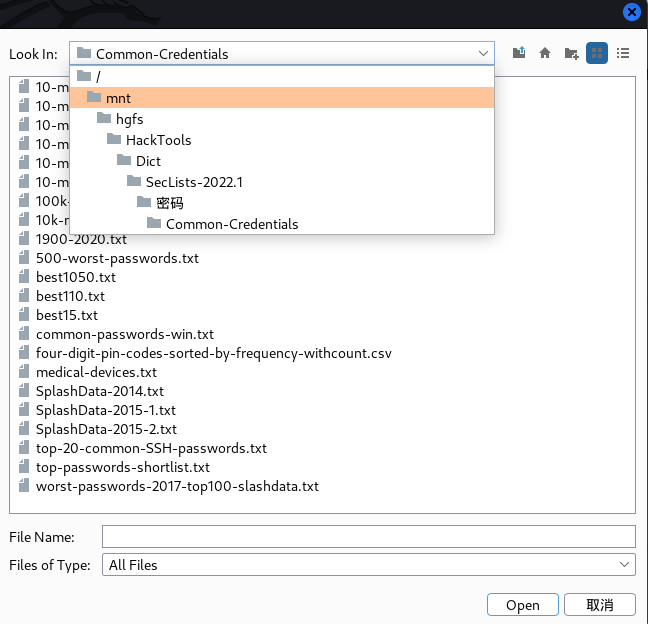 Look In: Common-Credentials
/
mnt
hgfs
HackTools
Dict
SecLists-2022.1
密码
Common-Credentials
10-m
10-m
10-m
10-m
10-m
10-m
100k-
10k-
1900-2020.txt
500-worst-passwords.txt
best1050.txt
best110.txt
best15.txt
common-passwords-win.txt
four-digit-pin-codes-sorted-by-frequency-withcount.csv
medical-devices.txt
SplashData-2014.txt
SplashData-2015-1.txt
SplashData-2015-2.txt
top-20-common-SSH-passwords.txt
top-passwords-shortlist.txt
worst-passwords-2017-top100-slashdata.txt
File Name:
Files of Type: All Files
Open 取消